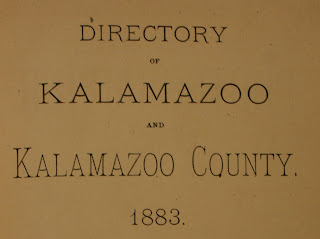 DIRECTORY
OF
KALAMAZOO
AND
KALAMAZOO COUNTY.
1883.